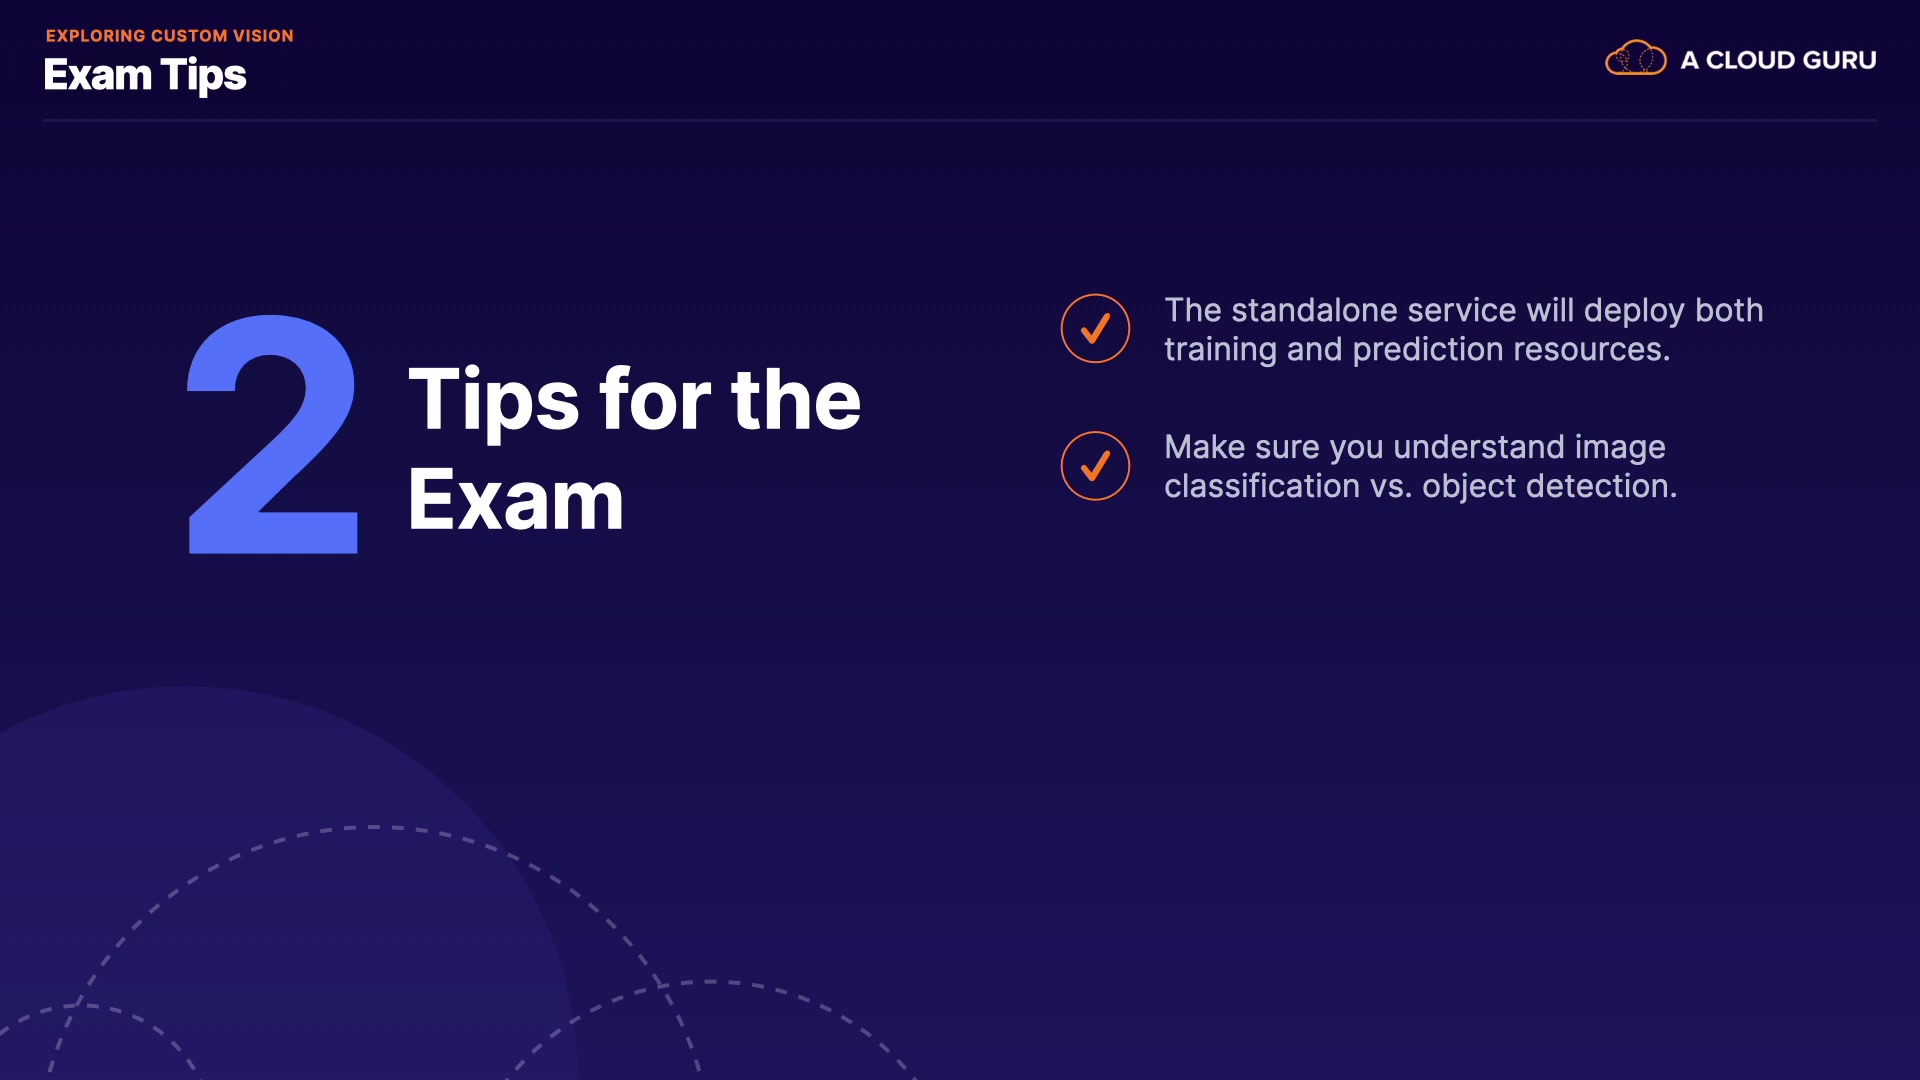 EXPLORING CUSTOM VISION
Exam Tips
A CLOUD GURU
2
Tips for the
Exam
The standalone service will deploy both
training and prediction resources.
Make sure you understand image
classification vs. object detection.